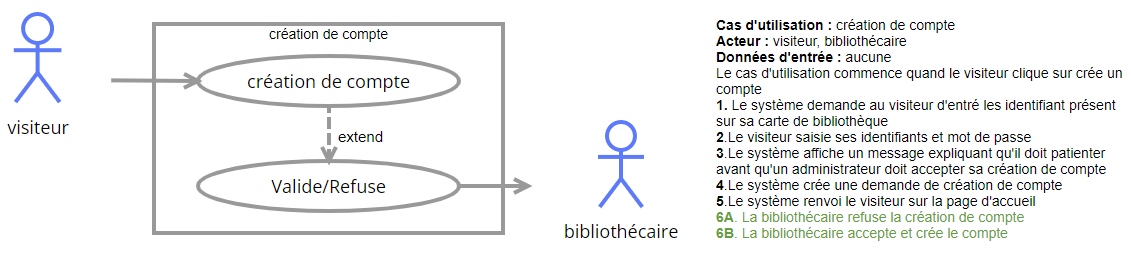 visiteur
création de compte
création de compte
extend
Valide/Refuse
bibliothécaire
Cas d'utilisation : création de compte
Acteur : visiteur, bibliothécaire
Données d'entrée : aucune
Le cas d'utilisation commence quand le visiteur clique sur crée un
compte
1. Le système demande au visiteur d'entré les identifiant présent
sur sa carte de bibliothèque
2.Le visiteur saisie ses identifiants et mot de passe
3.Le système affiche un message expliquant qu'il doit patienter
avant qu'un administrateur doit accepter sa création de compte
4.Le système crée une demande de création de compte
5.Le système renvoi le visiteur sur la page d'accueil
6A. La bibliothécaire refuse la création de compte
6B. La bibliothécaire accepte et crée le compte